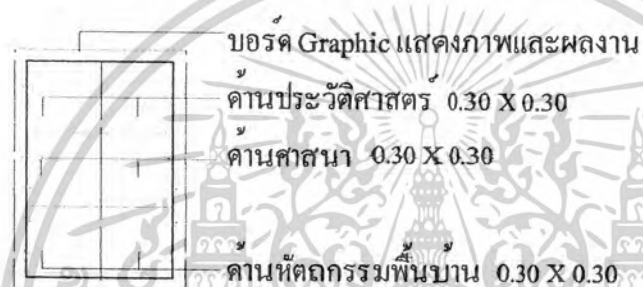 บอร์ด Graphic แสดงภาพและผลงาน
ด้านประวัติศาสตร์ 0.30 X 0.30
ด้านศาสนา 0.30 X 0.30
ด้านหัตถกรรมพื้นบ้าน 0.30 X 0.30